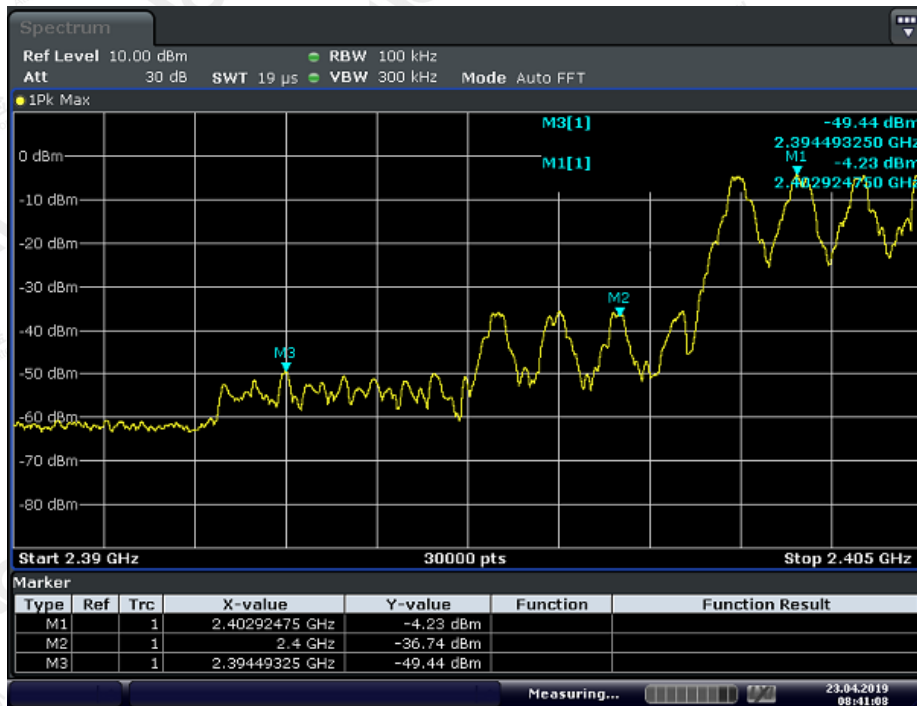 Spectrum
Ref Level 10.00 dBm RBW 100 kHz
Att 30 dB SWT 19 µs VBW 300 kHz Mode Auto FFT
1Pk Max
M3[1] -49.44 dBm
2.394493250 GHz
M1[1] -4.23 dBm
2.402924750 GHz
M1
0 dBm
-10 dBm
-20 dBm
-30 dBm
M2
-40 dBm
M3
-50 dBm
-60 dBm
-70 dBm
-80 dBm
Start 2.39 GHz 30000 pts Stop 2.405 GHz
Marker
Type Ref Trc X-value Y-value Function Function Result
M1 1 2.40292475 GHz -4.23 dBm
M2 1 2.4 GHz -36.74 dBm
M3 1 2.39449325 GHz -49.44 dBm
Measuring... 23.04.2019
08:41:08